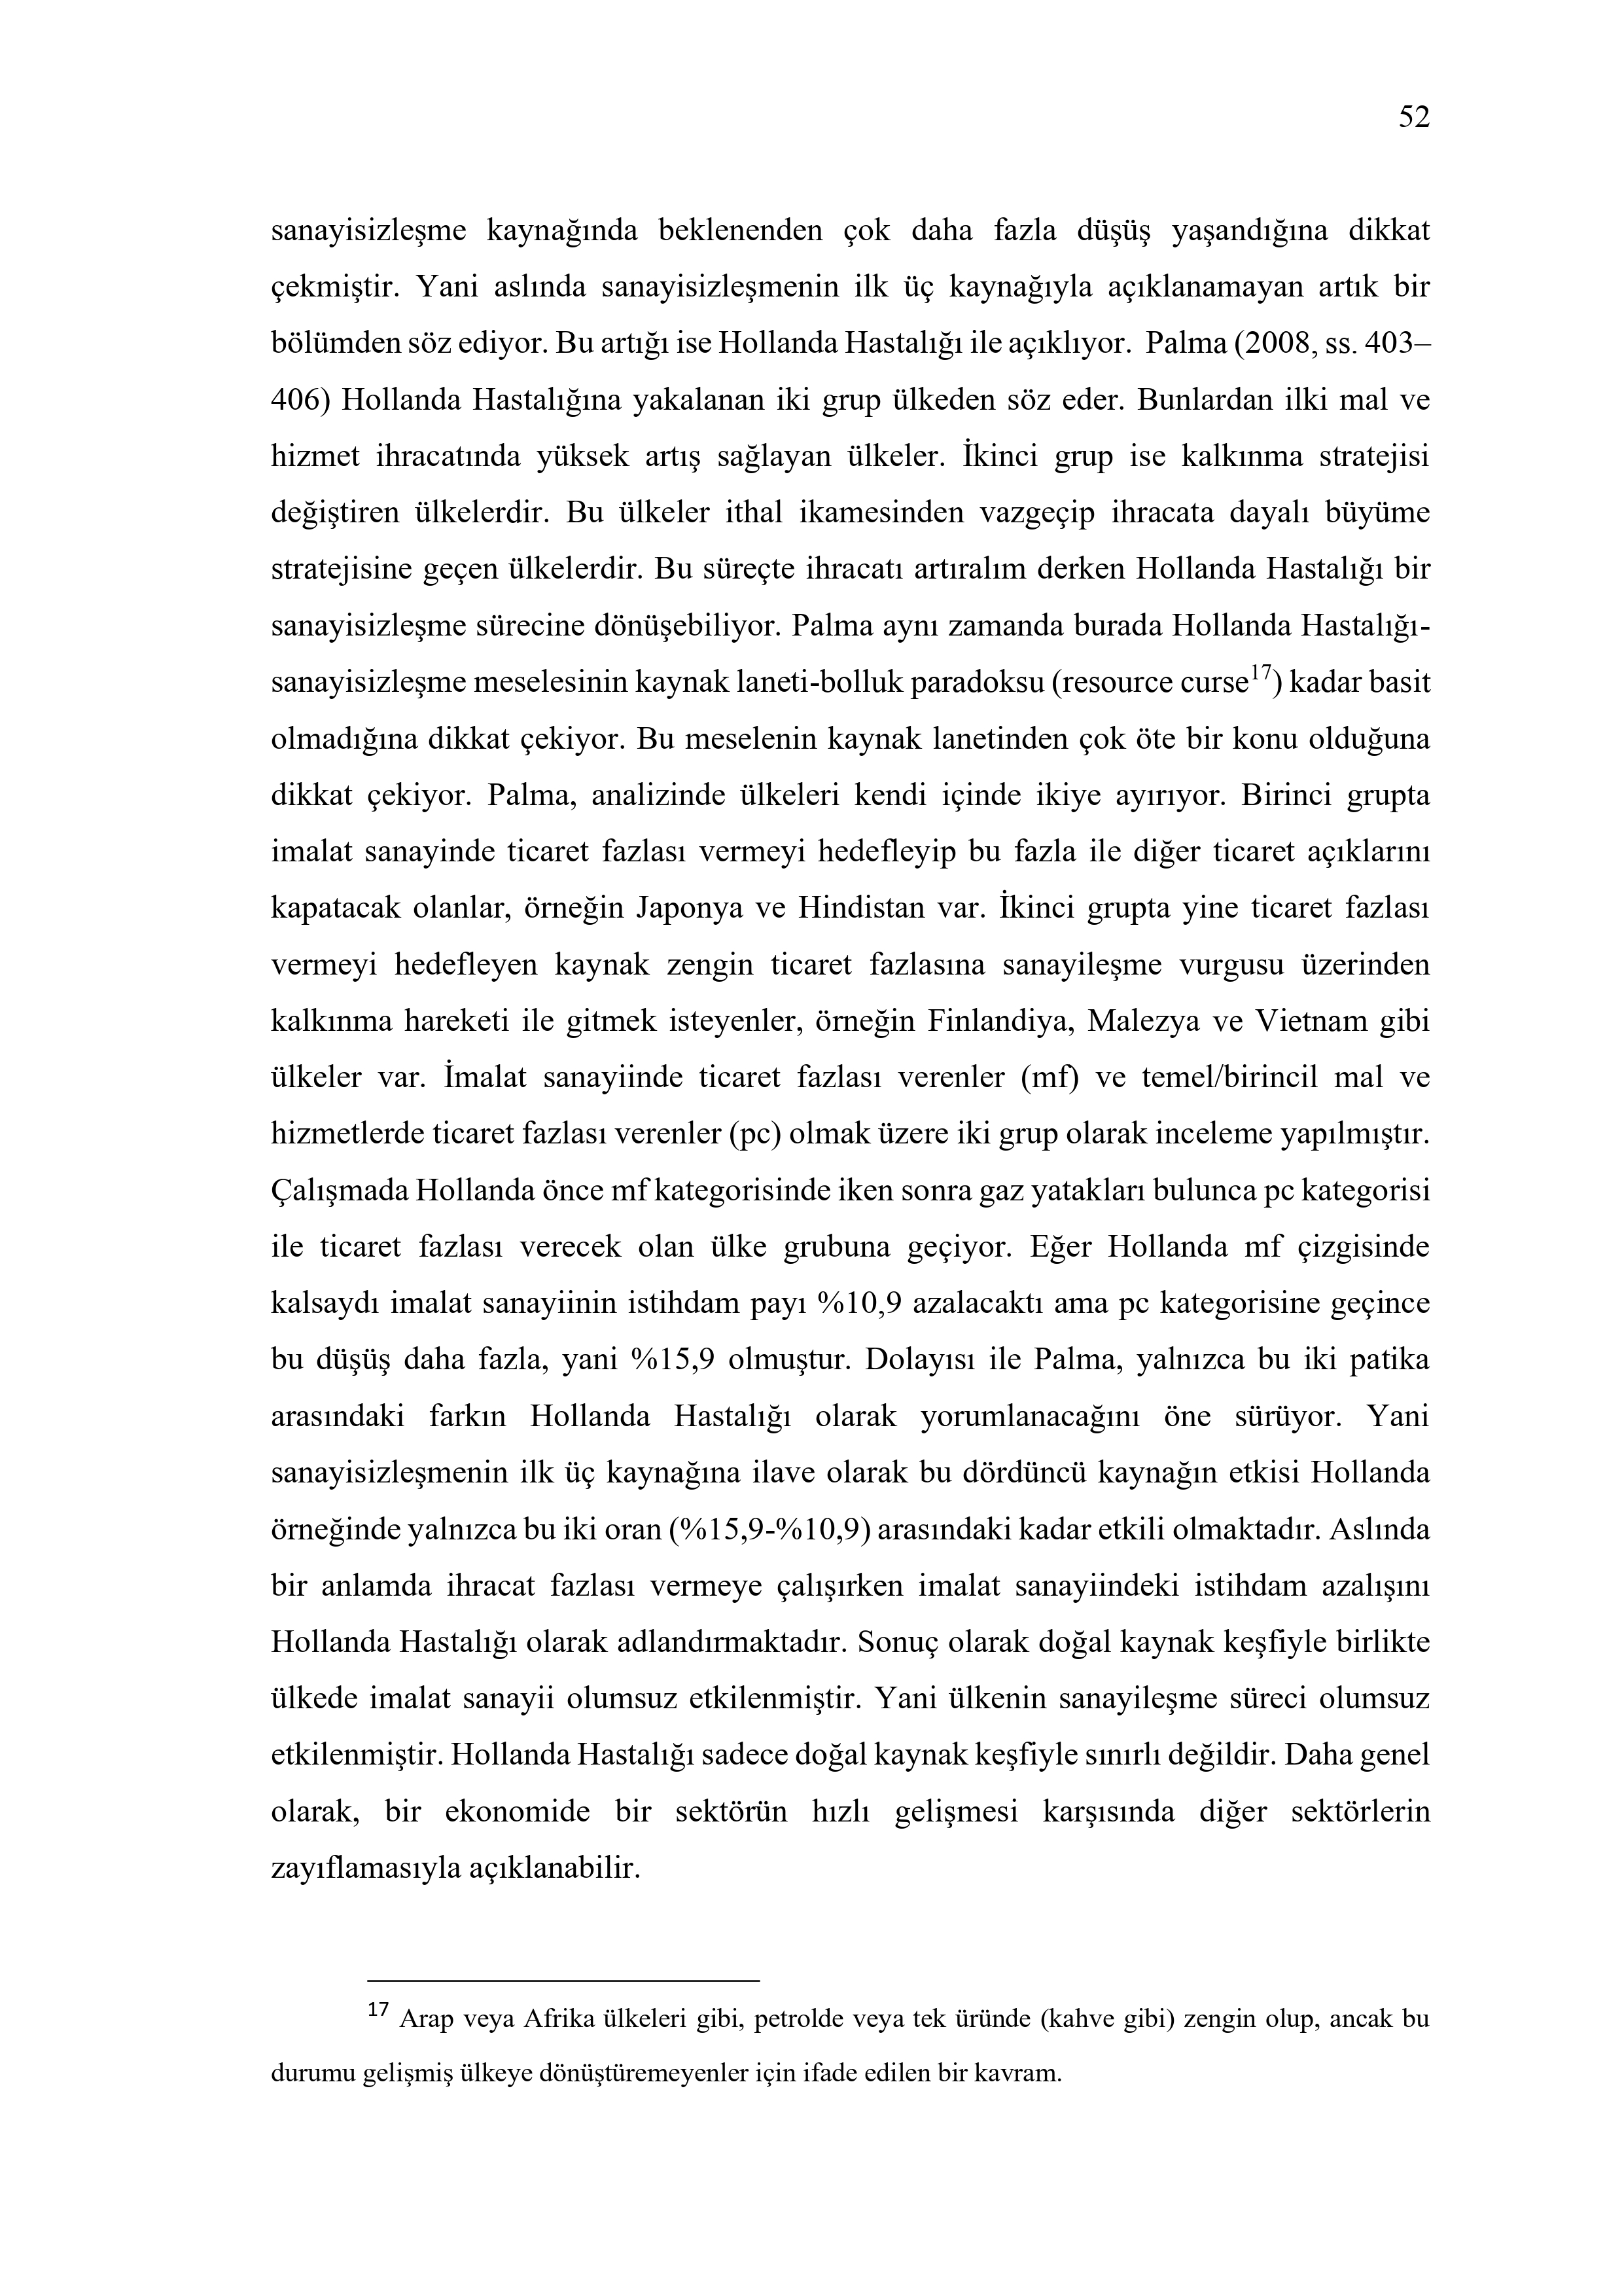 52
sanayisizleşme kaynağında beklenenden çok daha fazla düşüş yaşandığına dikkat
çekmiştir. Yani aslında sanayisizleşmenin ilk üç kaynağıyla açıklanamayan artık bir
bölümden söz ediyor. Bu artığı ise Hollanda Hastalığı ile açıklıyor. Palma (2008, ss. 403–
406) Hollanda Hastalığına yakalanan iki grup ülkeden söz eder. Bunlardan ilki mal ve
hizmet ihracatında yüksek artış sağlayan ülkeler. İkinci grup ise kalkınma stratejisi
değiştiren ülkelerdir. Bu ülkeler ithal ikamesinden vazgeçip ihracata dayalı büyüme
stratejisine geçen ülkelerdir. Bu süreçte ihracatı artıralım derken Hollanda Hastalığı bir
sanayisizleşme sürecine dönüşebiliyor. Palma aynı zamanda burada Hollanda Hastalığı-
sanayisizleşme meselesinin kaynak laneti-bolluk paradoksu (resource curse17) kadar basit
olmadığına dikkat çekiyor. Bu meselenin kaynak lanetinden çok öte bir konu olduğuna
dikkat çekiyor. Palma, analizinde ülkeleri kendi içinde ikiye ayırıyor. Birinci grupta
imalat sanayinde ticaret fazlası vermeyi hedefleyip bu fazla ile diğer ticaret açıklarını
kapatacak olanlar, örneğin Japonya ve Hindistan var. İkinci grupta yine ticaret fazlası
vermeyi hedefleyen kaynak zengin ticaret fazlasına sanayileşme vurgusu üzerinden
kalkınma hareketi ile gitmek isteyenler, örneğin Finlandiya, Malezya ve Vietnam gibi
ülkeler var. İmalat sanayiinde ticaret fazlası verenler (mf) ve temel/birincil mal ve
hizmetlerde ticaret fazlası verenler (pc) olmak üzere iki grup olarak inceleme yapılmıştır.
Çalışmada Hollanda önce mf kategorisinde iken sonra gaz yatakları bulunca pc kategorisi
ile ticaret fazlası verecek olan ülke grubuna geçiyor. Eğer Hollanda mf çizgisinde
kalsaydı imalat sanayiinin istihdam payı %10,9 azalacaktı ama pc kategorisine geçince
bu düşüş daha fazla, yani %15,9 olmuştur. Dolayısı ile Palma, yalnızca bu iki patika
arasındaki farkın Hollanda Hastalığı olarak yorumlanacağını öne sürüyor. Yani
sanayisizleşmenin ilk üç kaynağına ilave olarak bu dördüncü kaynağın etkisi Hollanda
örneğinde yalnızca bu iki oran (%15,9-%10,9) arasındaki kadar etkili olmaktadır. Aslında
bir anlamda ihracat fazlası vermeye çalışırken imalat sanayiindeki istihdam azalışını
Hollanda Hastalığı olarak adlandırmaktadır. Sonuç olarak doğal kaynak keşfiyle birlikte
ülkede imalat sanayii olumsuz etkilenmiştir. Yani ülkenin sanayileşme süreci olumsuz
etkilenmiştir. Hollanda Hastalığı sadece doğal kaynak keşfiyle sınırlı değildir. Daha genel
olarak, bir ekonomide bir sektörün hızlı gelişmesi karşısında diğer sektörlerin
zayıflamasıyla açıklanabilir.
17 Arap veya Afrika ülkeleri gibi, petrolde veya tek üründe (kahve gibi) zengin olup, ancak bu
durumu gelişmiş ülkeye dönüştüremeyenler için ifade edilen bir kavram.